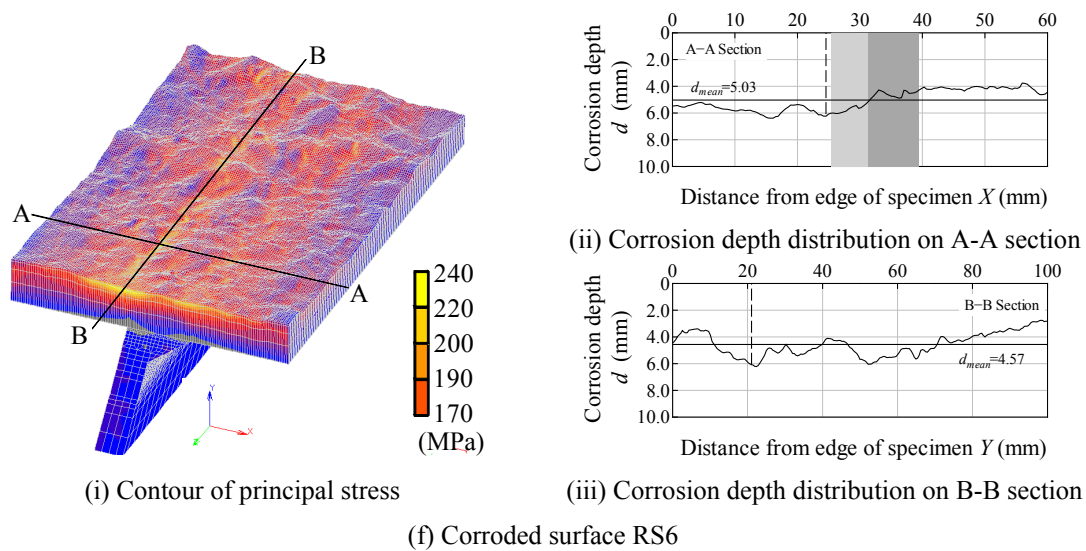 B
A
A
B
240
220
200
190
170
(MPa)
Y
X
Z
(i) Contour of principal stress
0 10 20 30 40 50 60
0
2.0
4.0
6.0
8.0
10.0
Corrosion depth
d (mm)
A−A Section
dmean=5.03
Distance from edge of specimen X (mm)
(ii) Corrosion depth distribution on A-A section
0 20 40 60 80 100
0
2.0
4.0
6.0
8.0
10.0
Corrosion depth
d (mm)
B−B Section
dmean=4.57
Distance from edge of specimen Y (mm)
(iii) Corrosion depth distribution on B-B section
(f) Corroded surface RS6